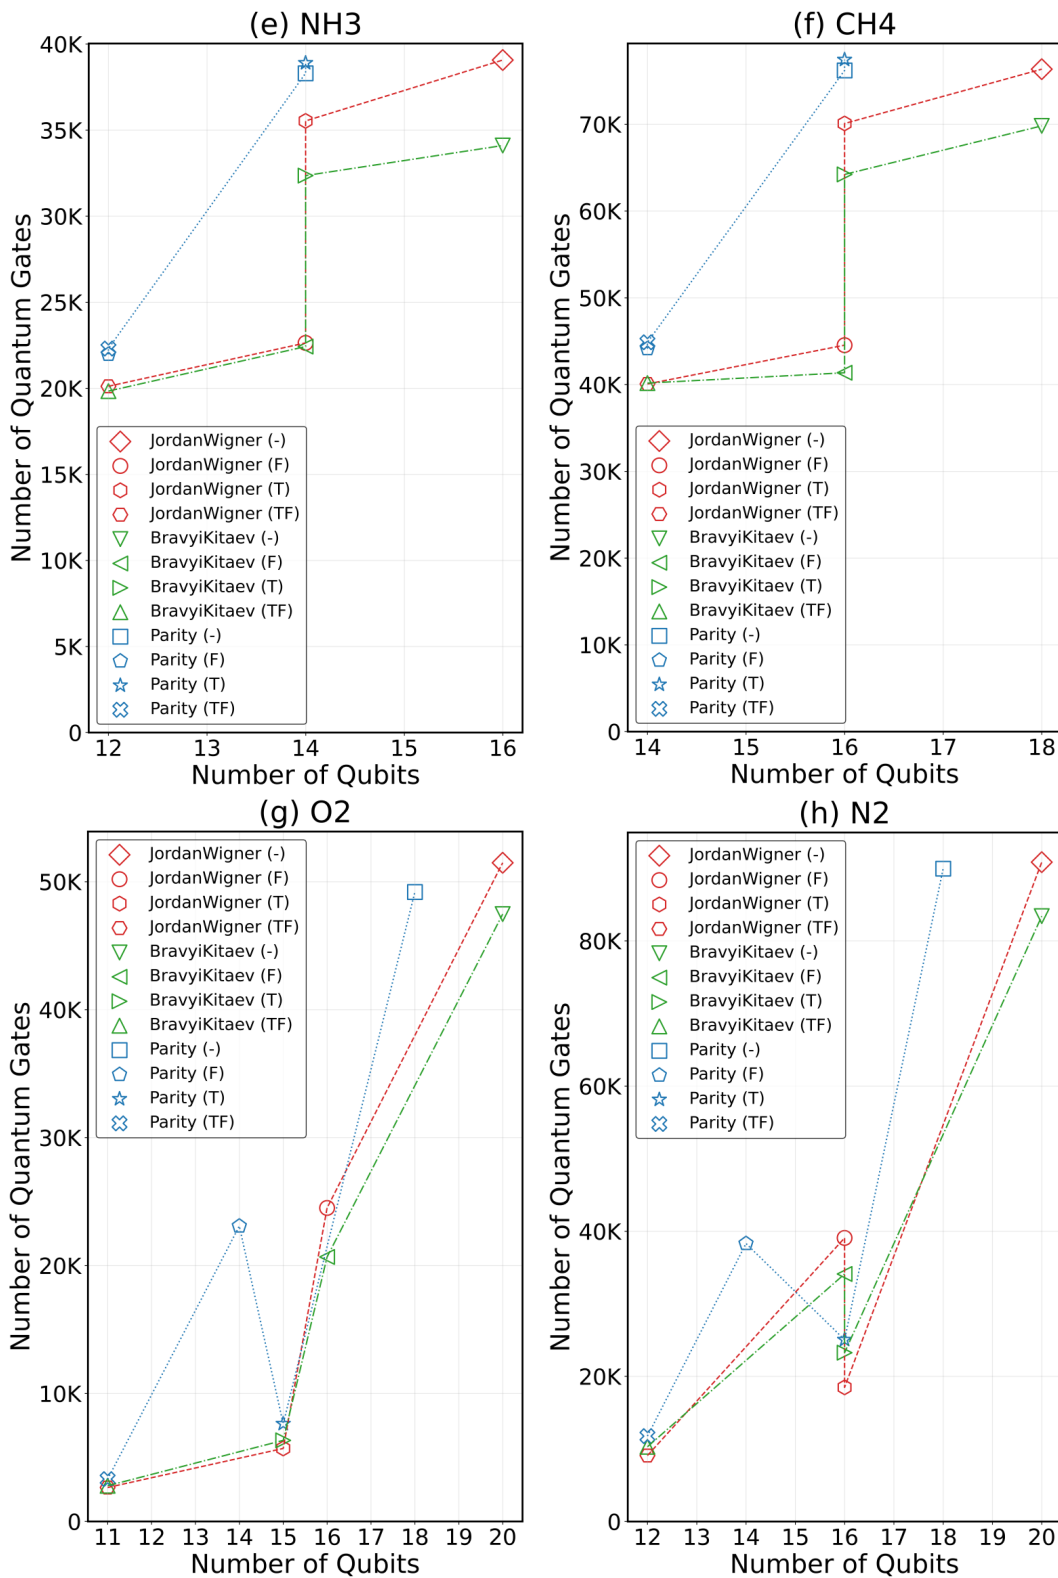 (e) NH3
40K
35K
30K
25K
20K
15K
10K
5K
0
Number of Quantum Gates
JordanWigner (-)
JordanWigner (F)
JordanWigner (T)
JordanWigner (TF)
BravyiKitaev (-)
BravyiKitaev (F)
BravyiKitaev (T)
BravyiKitaev (TF)
Parity (-)
Parity (F)
Parity (T)
Parity (TF)
12 13 14 15 16
Number of Qubits
(f) CH4
70K
60K
50K
40K
30K
20K
10K
0
Number of Quantum Gates
JordanWigner (-)
JordanWigner (F)
JordanWigner (T)
JordanWigner (TF)
BravyiKitaev (-)
BravyiKitaev (F)
BravyiKitaev (T)
BravyiKitaev (TF)
Parity (-)
Parity (F)
Parity (T)
Parity (TF)
14 15 16 17 18
Number of Qubits
(g) O2
50K
40K
30K
20K
10K
0
Number of Quantum Gates
JordanWigner (-)
JordanWigner (F)
JordanWigner (T)
JordanWigner (TF)
BravyiKitaev (-)
BravyiKitaev (F)
BravyiKitaev (T)
BravyiKitaev (TF)
Parity (-)
Parity (F)
Parity (T)
Parity (TF)
11 12 13 14 15 16 17 18 19 20
Number of Qubits
(h) N2
80K
60K
40K
20K
0
Number of Quantum Gates
JordanWigner (-)
JordanWigner (F)
JordanWigner (T)
JordanWigner (TF)
BravyiKitaev (-)
BravyiKitaev (F)
BravyiKitaev (T)
BravyiKitaev (TF)
Parity (-)
Parity (F)
Parity (T)
Parity (TF)
12 13 14 15 16 17 18 19 20
Number of Qubits